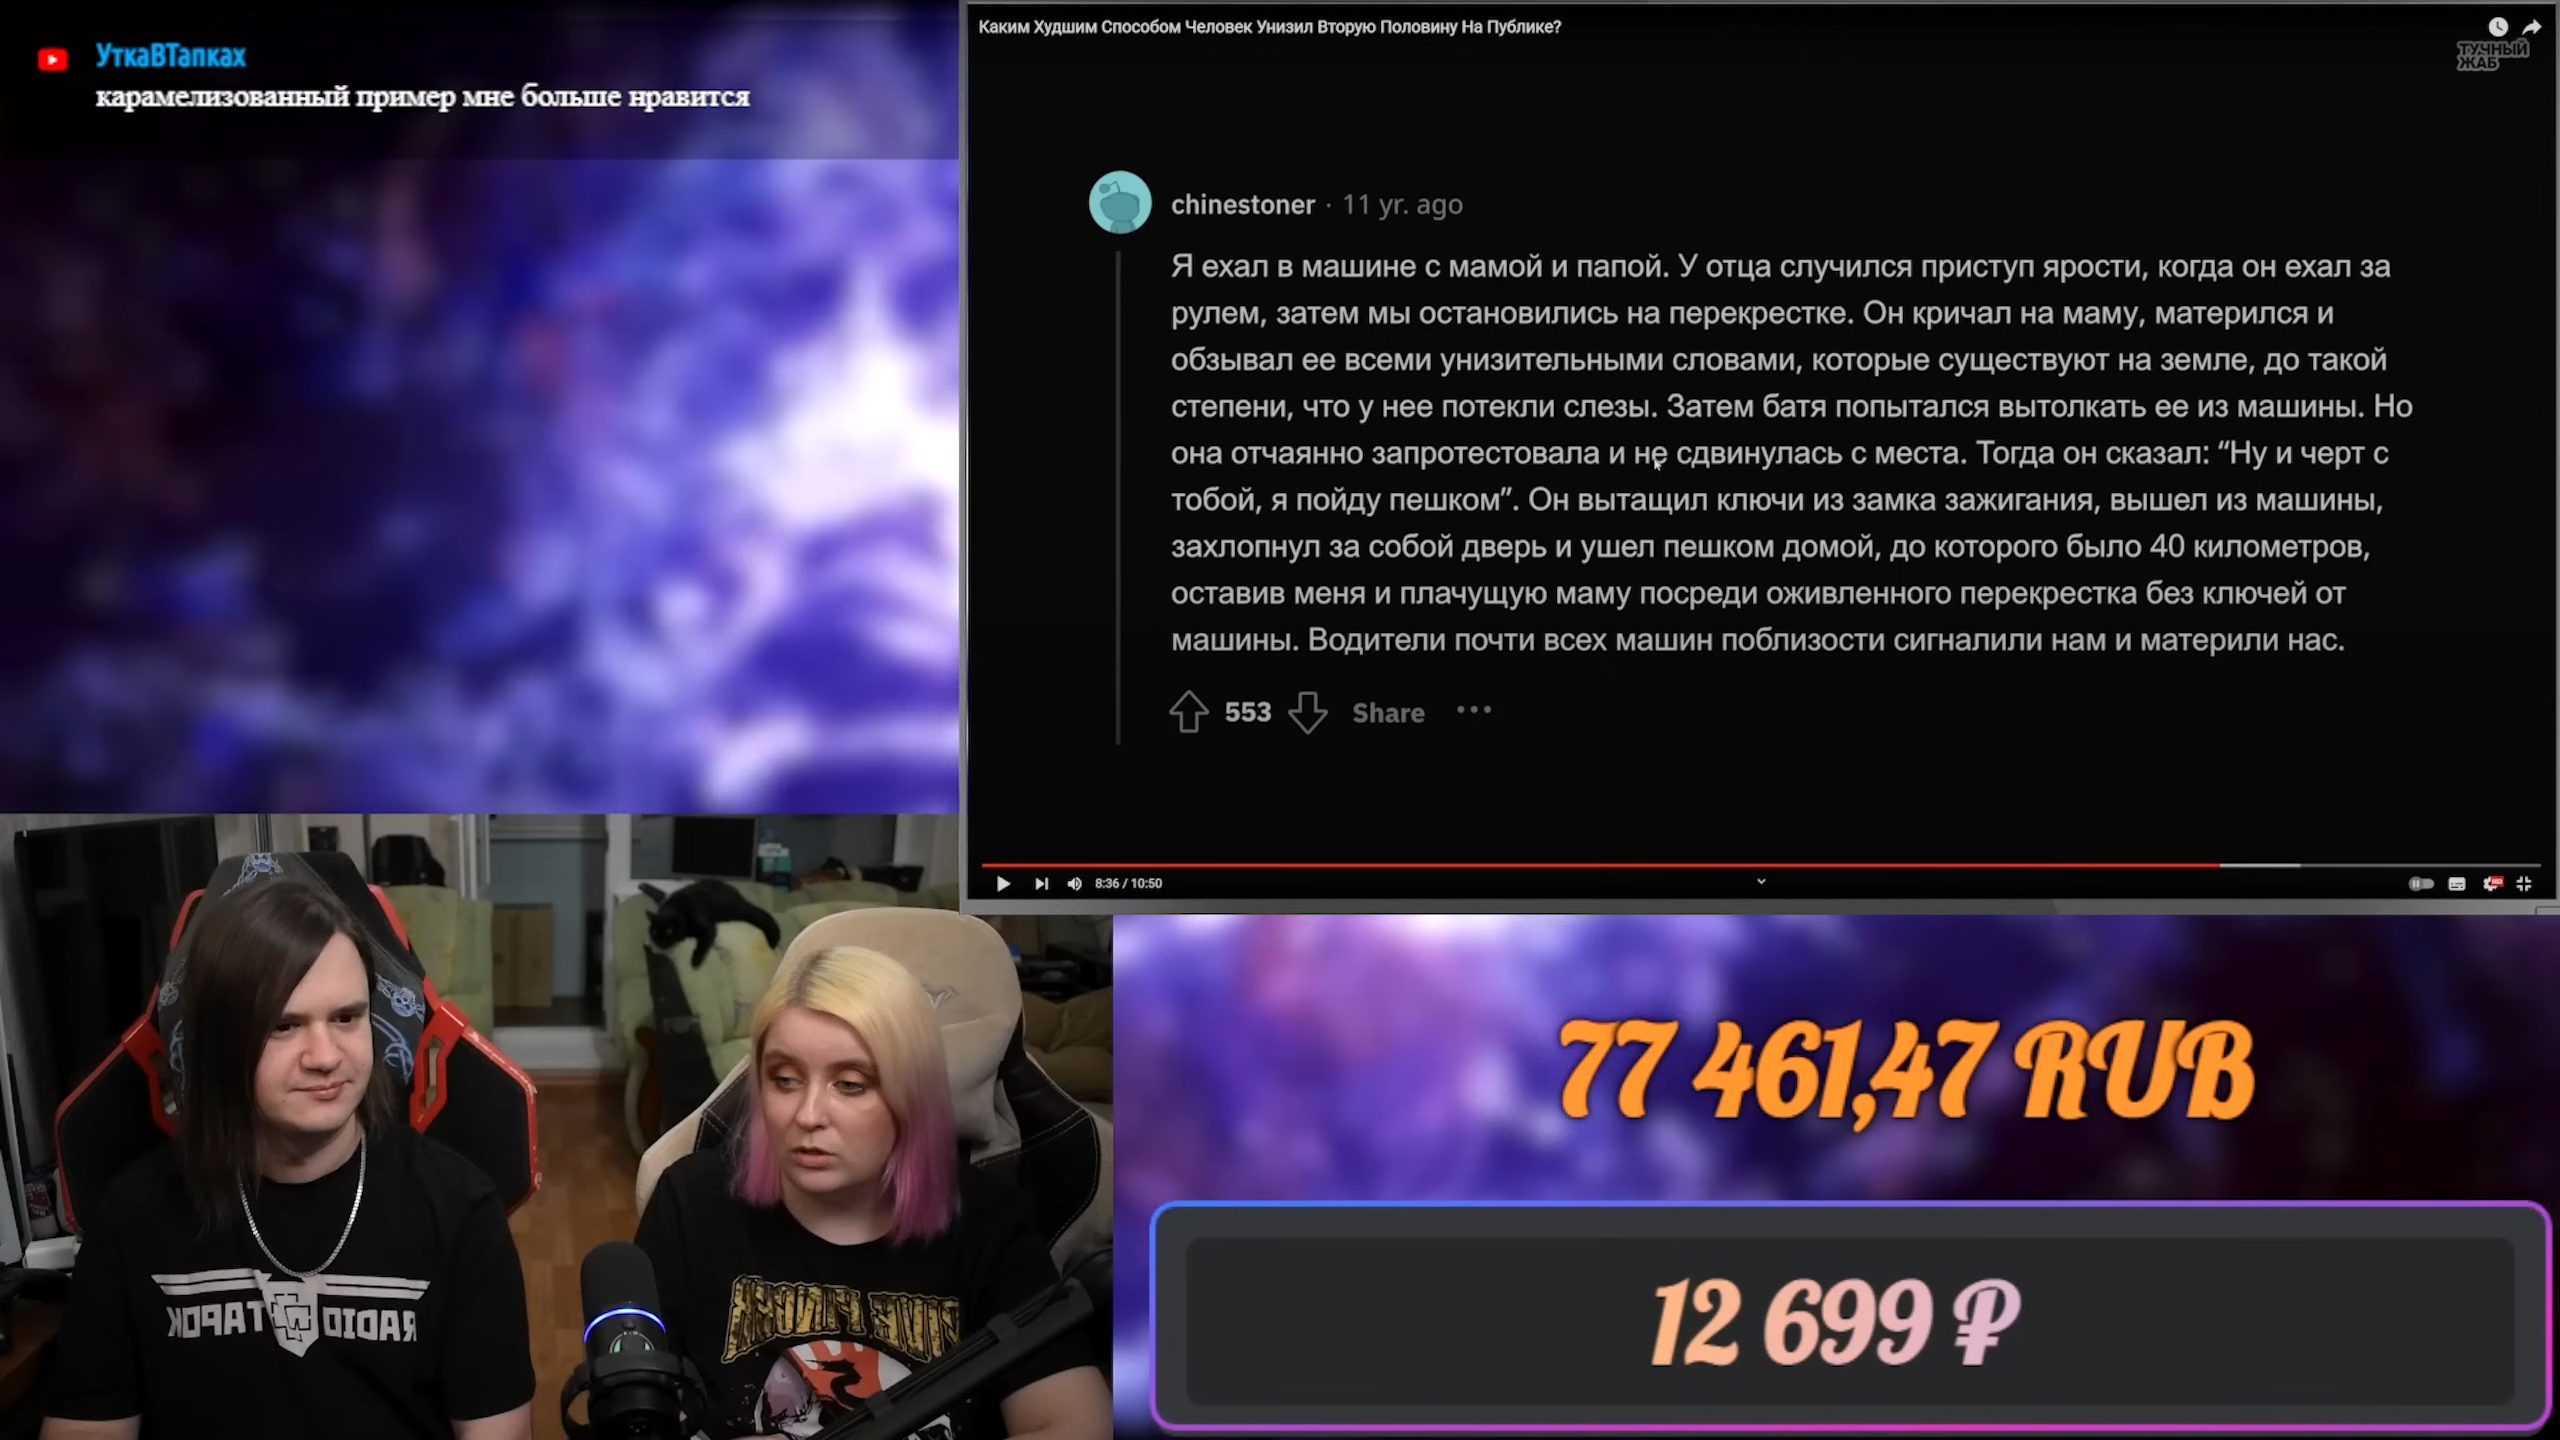 УткаВТапках
карамелизованный пример мне больше нравится
Каким Худшим Способом Человек Унизил Вторую Половину На Публике?
ТУЧНЫЙ
ЖАБ
chinestoner · 11 yr. ago
Я ехал в машине с мамой и папой. У отца случился приступ ярости, когда он ехал за
рулем, затем мы остановились на перекрестке. Он кричал на маму, матерился и
обзывал ее всеми унизительными словами, которые существуют на земле, до такой
степени, что у нее потекли слезы. Затем батя попытался вытолкать ее из машины. Но
она отчаянно запротестовала и не сдвинулась с места. Тогда он сказал: “Ну и черт с
тобой, я пойду пешком”. Он вытащил ключи из замка зажигания, вышел из машины,
захлопнул за собой дверь и ушел пешком домой, до которого было 40 километров,
оставив меня и плачущую маму посреди оживленного перекрестка без ключей от
машины. Водители почти всех машин поблизости сигналили нам и материли нас.
553 Share
8:36 / 10:50
HD
77 461,47 RUB
12 699 ₽
RADIO TAPOK
FIVE FINGER